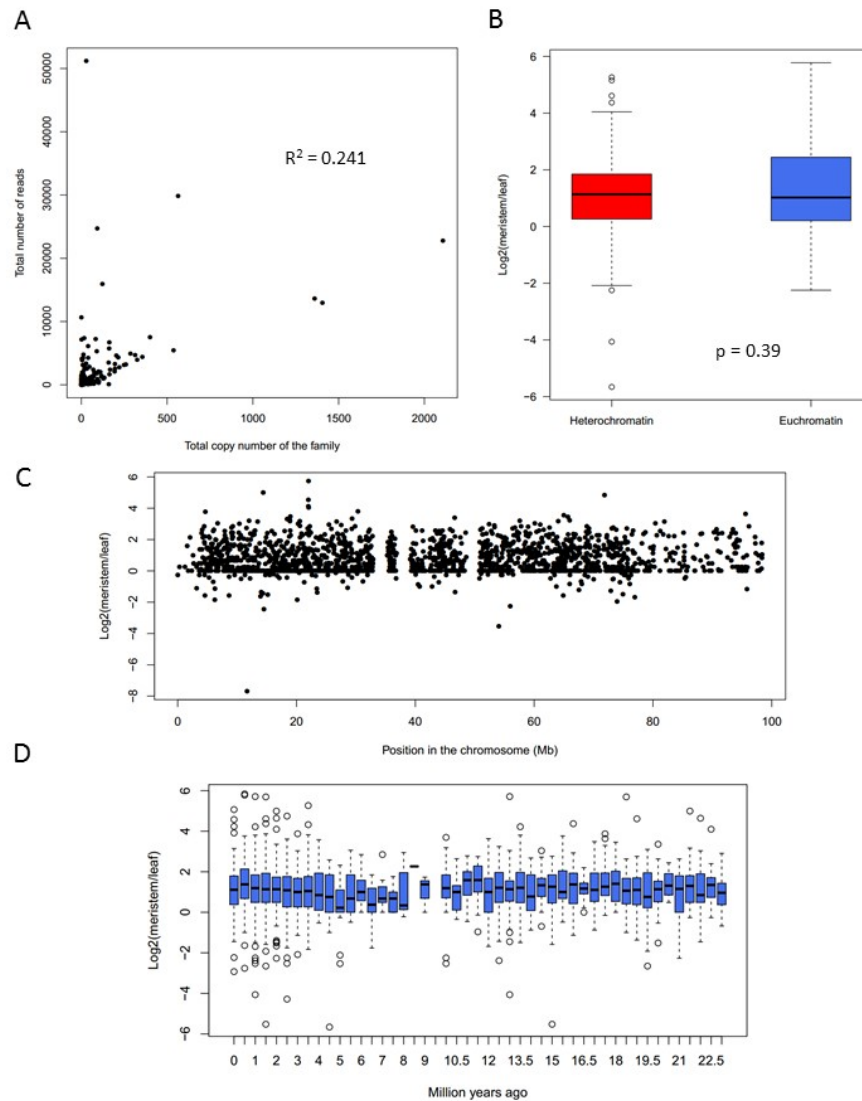 A
Total number of reads
50000
40000
30000
20000
10000
0
R² = 0.241
0 500 1000 1500 2000
Total copy number of the family
B
Log2(meristem/leaf)
6
4
2
0
-2
-4
-6
p = 0.39
Heterochromatin Euchromatin
C
Log2(meristem/leaf)
6
4
2
0
-2
-4
-6
-8
0 20 40 60 80 100
Position in the chromosome (Mb)
D
Log2(meristem/leaf)
6
4
2
0
-2
-4
-6
0 1 2 3 4 5 6 7 8 9 10.5 12 13.5 15 16.5 18 19.5 21 22.5
Million years ago